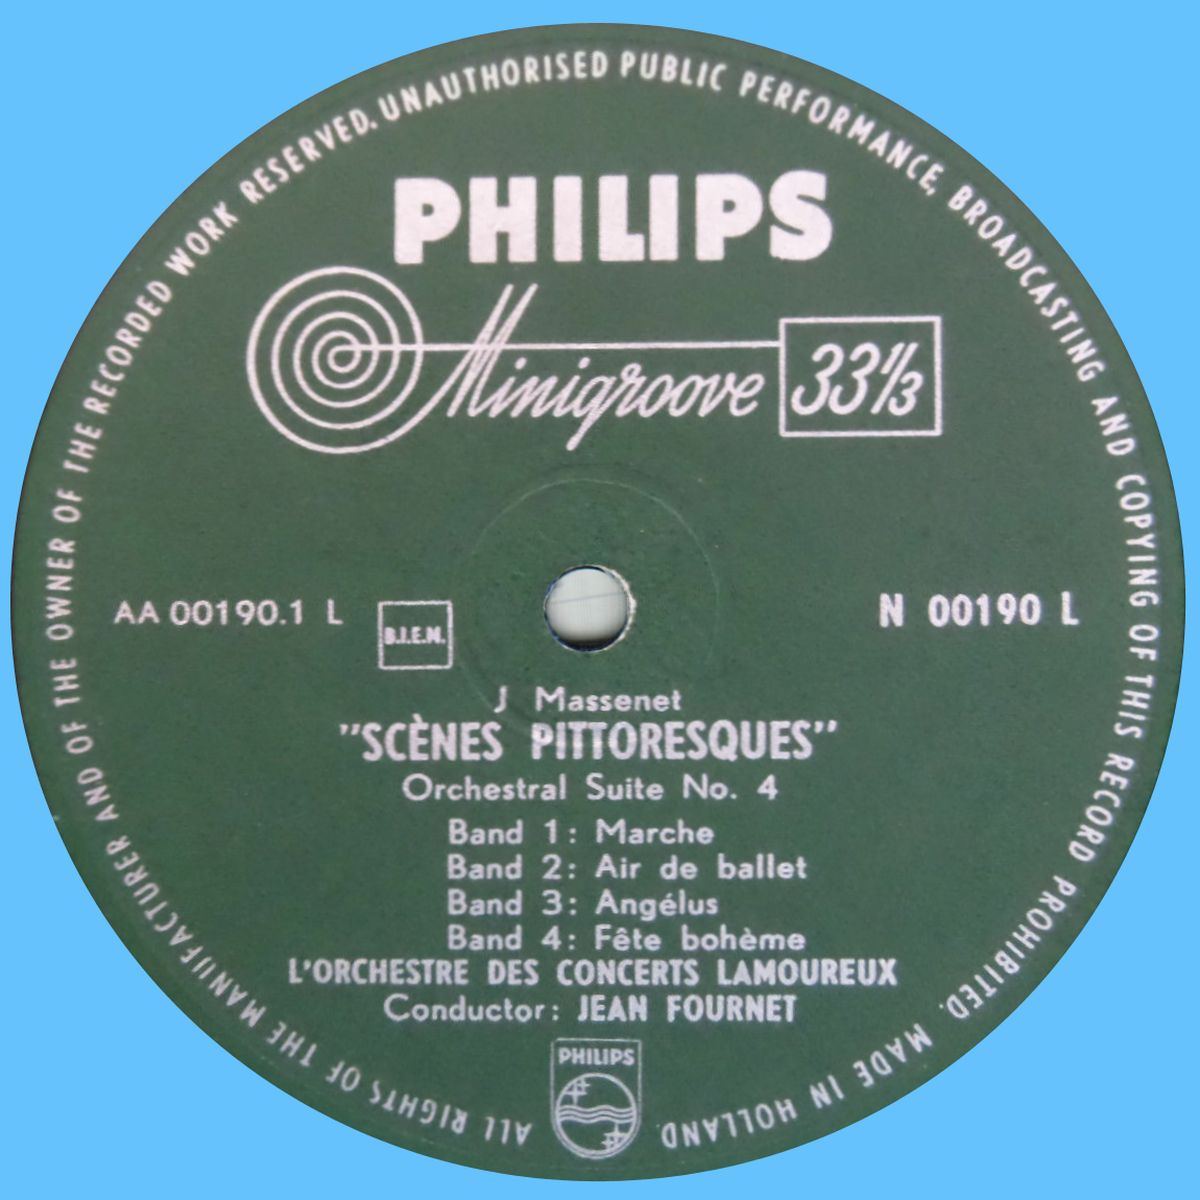 ALL RIGHTS OF THE MANUFACTURER AND OF THE OWNER OF THE RECORDED WORK RESERVED. UNAUTHORISED PUBLIC PERFORMANCE, BROADCASTING AND COPYING OF THIS RECORD PROHIBITED. MADE IN HOLLAND
PHILIPS
Minigroove 33⅓
AA 00190.1 L
B.I.E.M.
N 00190 L
J Massenet
"SCÈNES PITTORESQUES"
Orchestral Suite No. 4
Band 1: Marche
Band 2: Air de ballet
Band 3: Angélus
Band 4: Fête bohème
L'ORCHESTRE DES CONCERTS LAMOUREUX
Conductor: JEAN FOURNET
PHILIPS